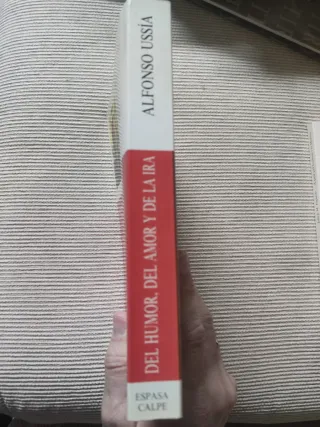 ALFONSO USSÍA
DEL HUMOR, DEL AMOR Y DE LA IRA
ESPASA
CALPE